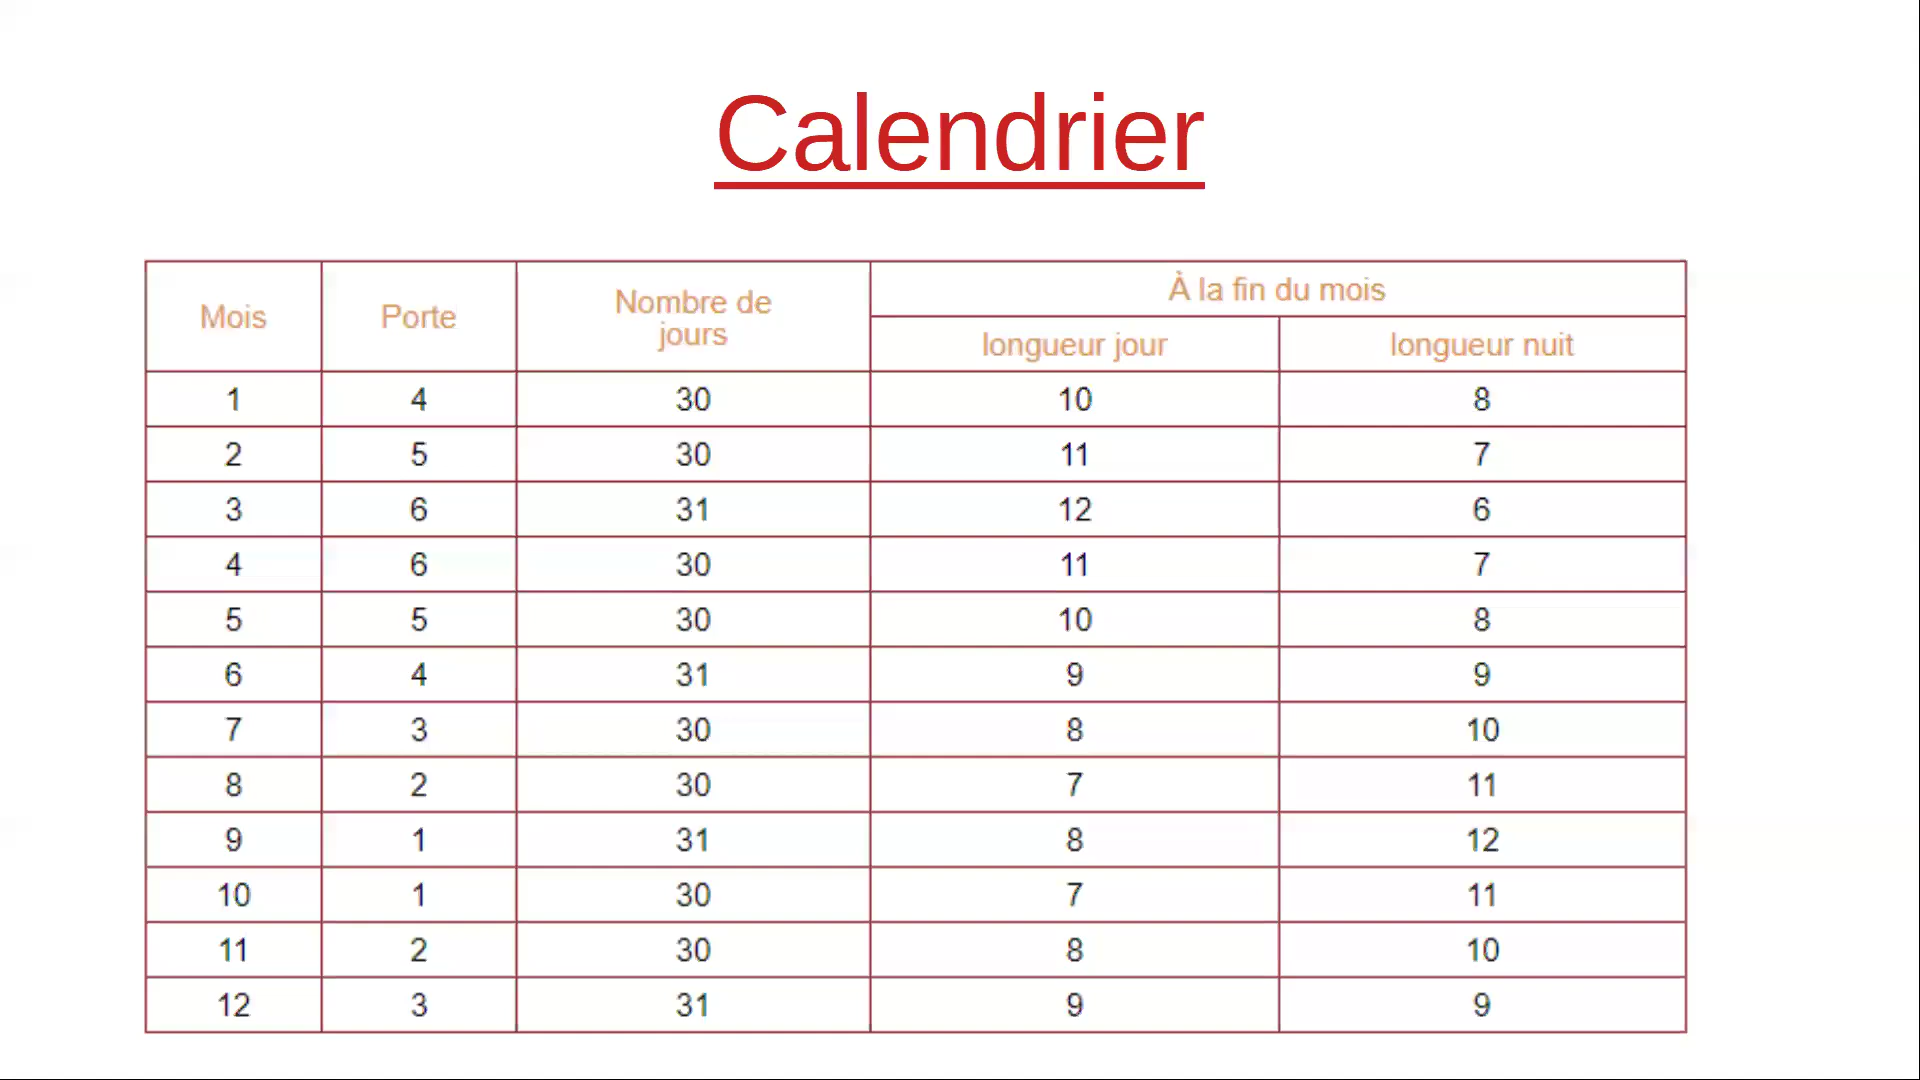 Calendrier
À la fin du mois
Mois Porte Nombre de jours longueur jour longueur nuit
1 4 30 10 8
2 5 30 11 7
3 6 31 12 6
4 6 30 11 7
5 5 30 10 8
6 4 31 9 9
7 3 30 8 10
8 2 30 7 11
9 1 31 8 12
10 1 30 7 11
11 2 30 8 10
12 3 31 9 9